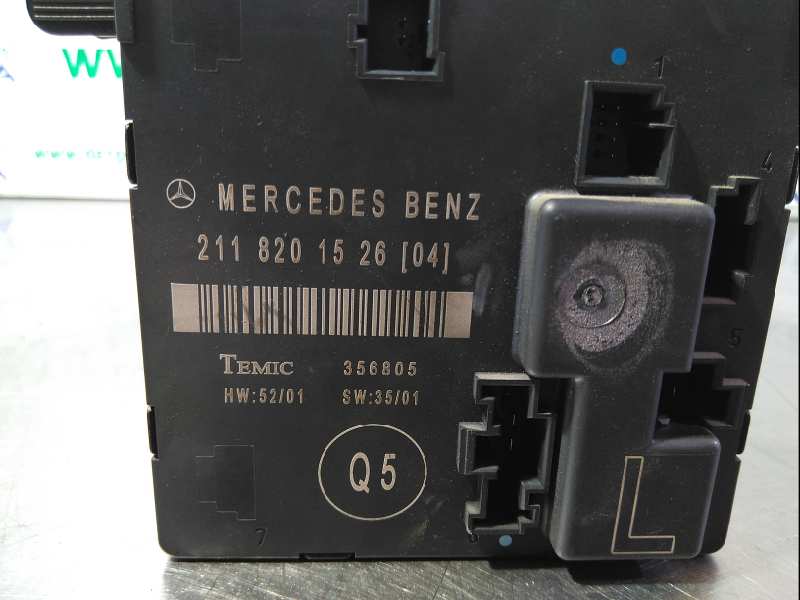 1
4
MERCEDES BENZ
211 820 15 26 [04]
TEMIC 356805
HW:52/01 SW:35/01
5
Q5
L
7